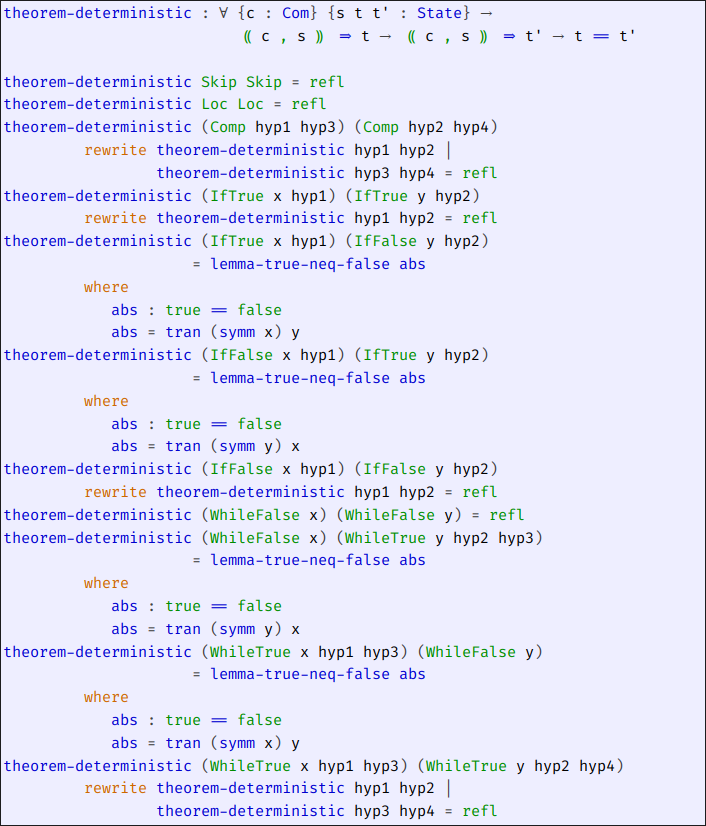 theorem-deterministic : ∀ {c : Com} {s t t' : State} →
⦅ c , s ⦆ ⇛ t → ⦅ c , s ⦆ ⇛ t' → t == t'
theorem-deterministic Skip Skip = refl
theorem-deterministic Loc Loc = refl
theorem-deterministic (Comp hyp1 hyp3) (Comp hyp2 hyp4)
rewrite theorem-deterministic hyp1 hyp2 |
theorem-deterministic hyp3 hyp4 = refl
theorem-deterministic (IfTrue x hyp1) (IfTrue y hyp2)
rewrite theorem-deterministic hyp1 hyp2 = refl
theorem-deterministic (IfTrue x hyp1) (IfFalse y hyp2)
= lemma-true-neq-false abs
where
abs : true == false
abs = tran (symm x) y
theorem-deterministic (IfFalse x hyp1) (IfTrue y hyp2)
= lemma-true-neq-false abs
where
abs : true == false
abs = tran (symm y) x
theorem-deterministic (IfFalse x hyp1) (IfFalse y hyp2)
rewrite theorem-deterministic hyp1 hyp2 = refl
theorem-deterministic (WhileFalse x) (WhileFalse y) = refl
theorem-deterministic (WhileFalse x) (WhileTrue y hyp2 hyp3)
= lemma-true-neq-false abs
where
abs : true == false
abs = tran (symm y) x
theorem-deterministic (WhileTrue x hyp1 hyp3) (WhileFalse y)
= lemma-true-neq-false abs
where
abs : true == false
abs = tran (symm x) y
theorem-deterministic (WhileTrue x hyp1 hyp3) (WhileTrue y hyp2 hyp4)
rewrite theorem-deterministic hyp1 hyp2 |
theorem-deterministic hyp3 hyp4 = refl